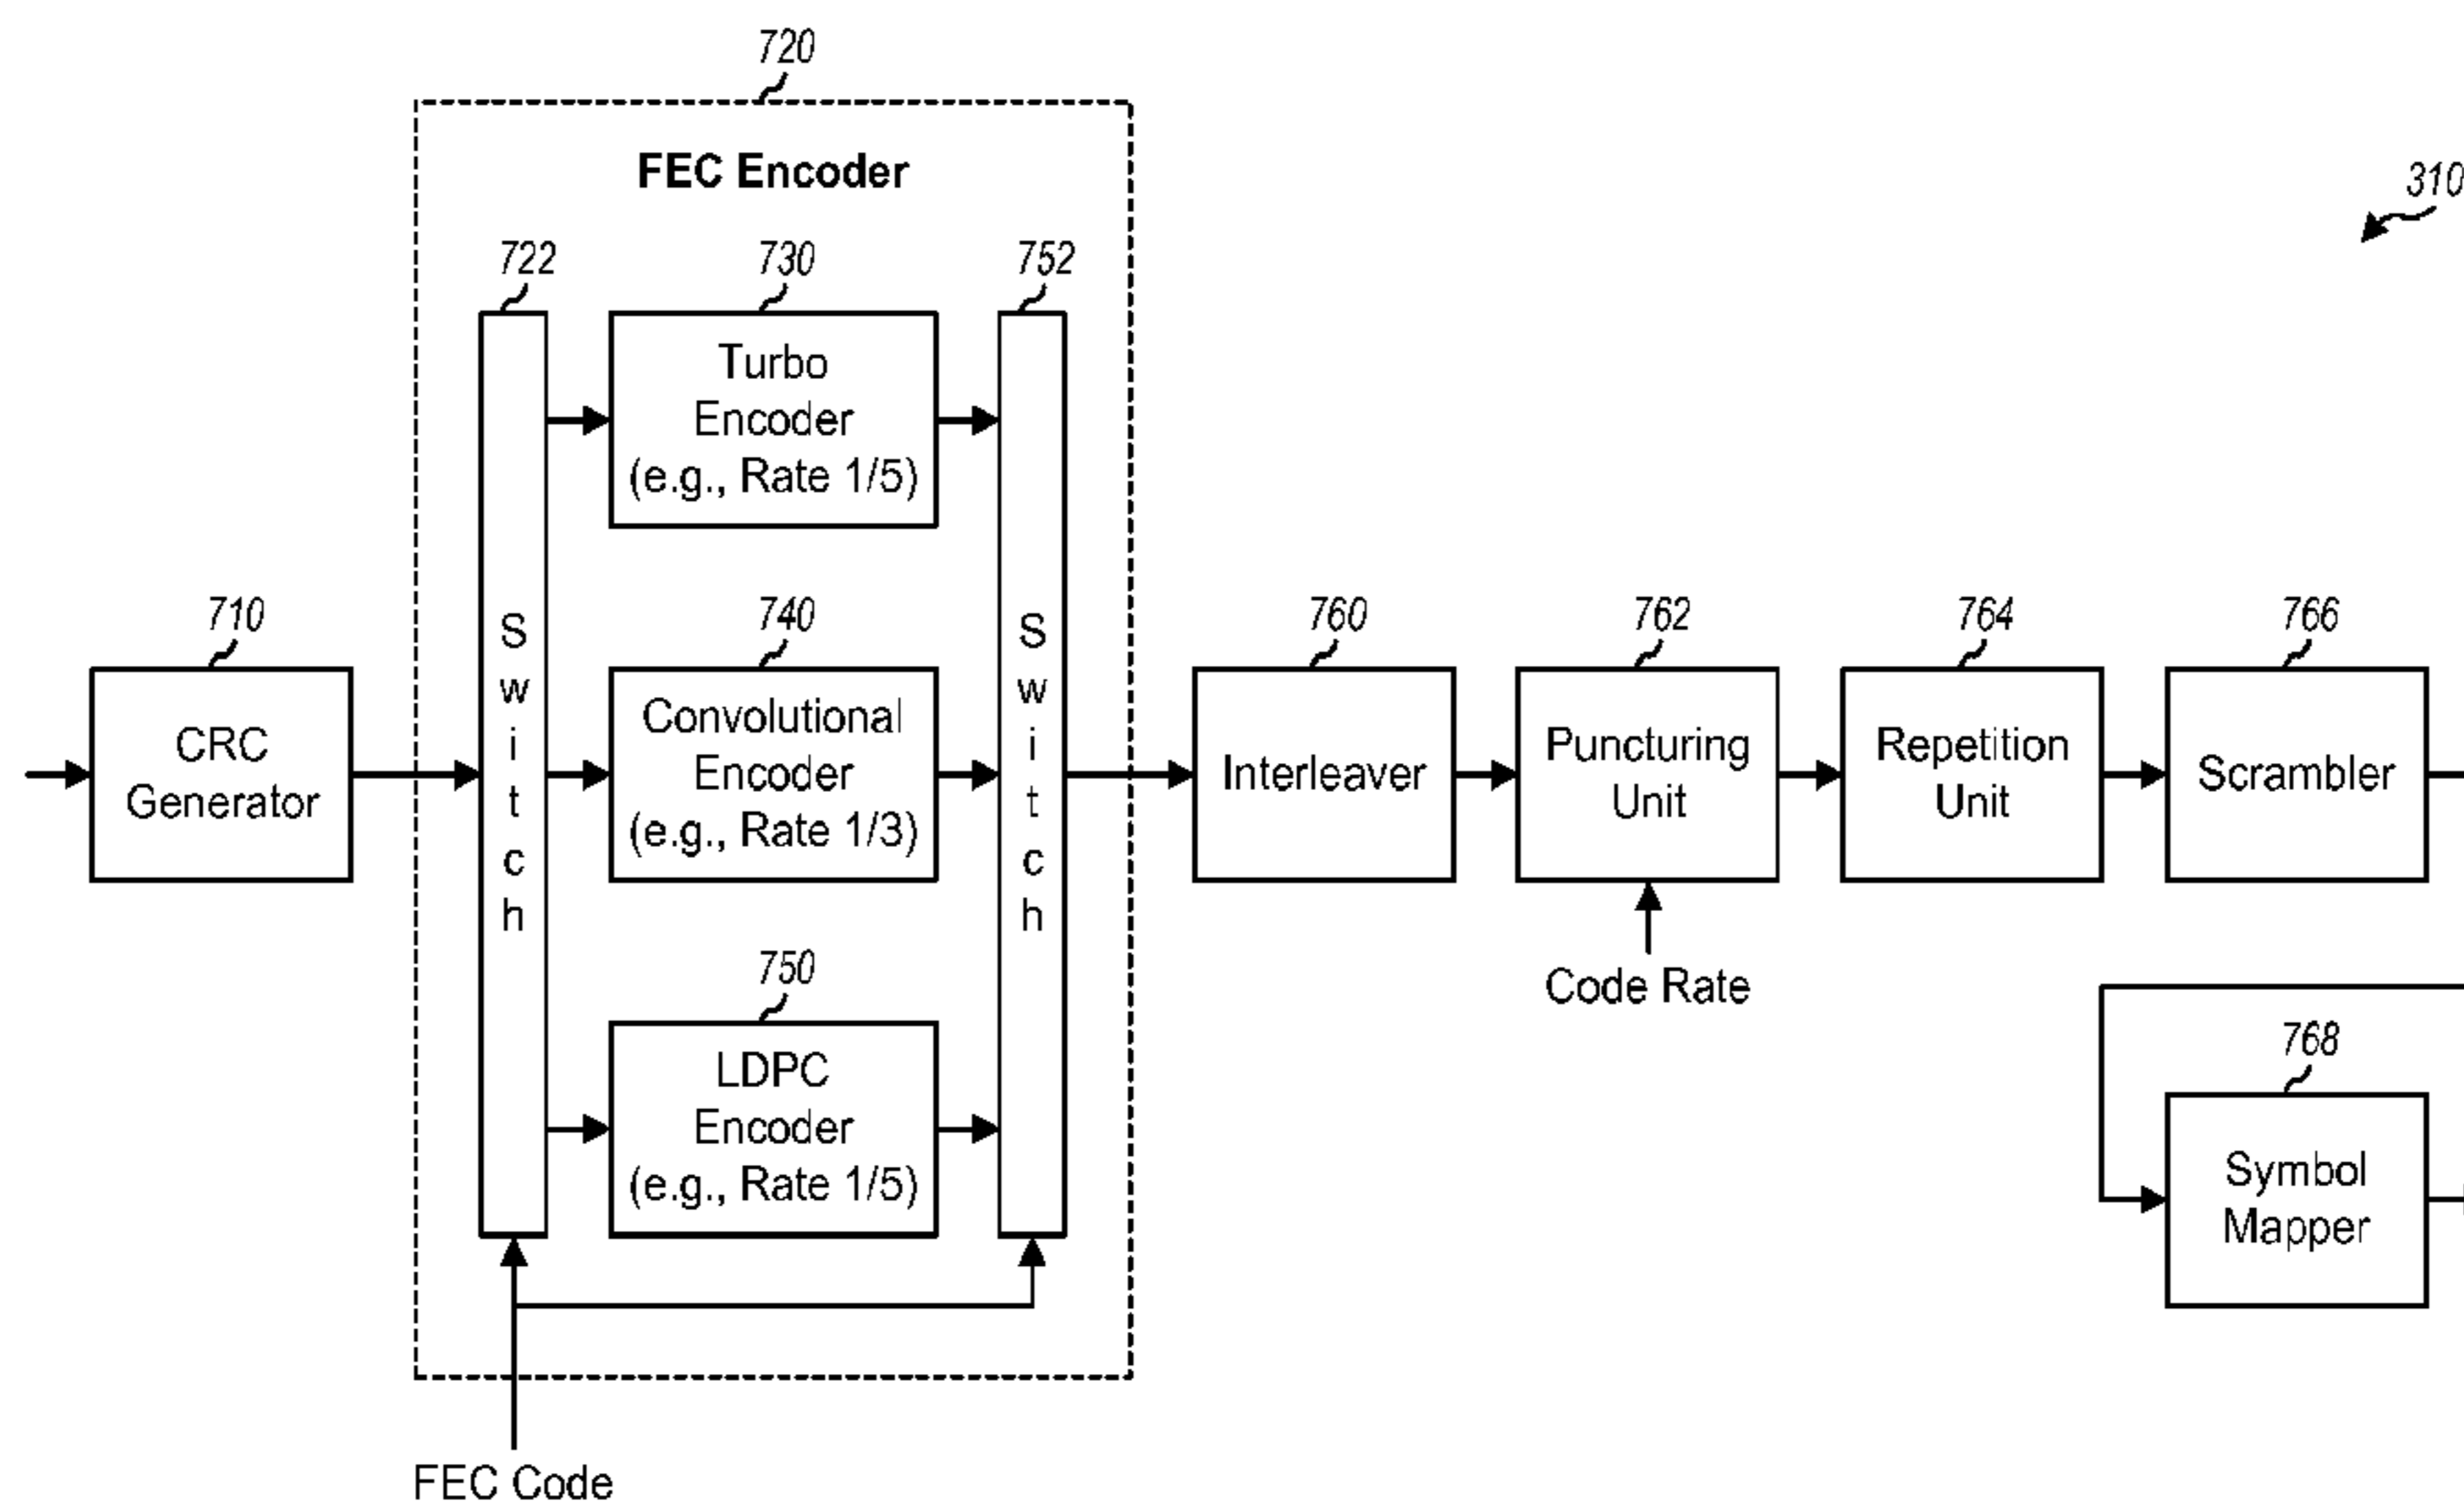 720
FEC Encoder
310
722
730
752
Turbo
Encoder
(e.g., Rate 1/5)
710
740
760
762
764
766
CRC
Generator
Switch
Convolutional
Encoder
(e.g., Rate 1/3)
Switch
Interleaver
Puncturing
Unit
Repetition
Unit
Scrambler
Code Rate
750
LDPC
Encoder
(e.g., Rate 1/5)
768
Symbol
Mapper
FEC Code